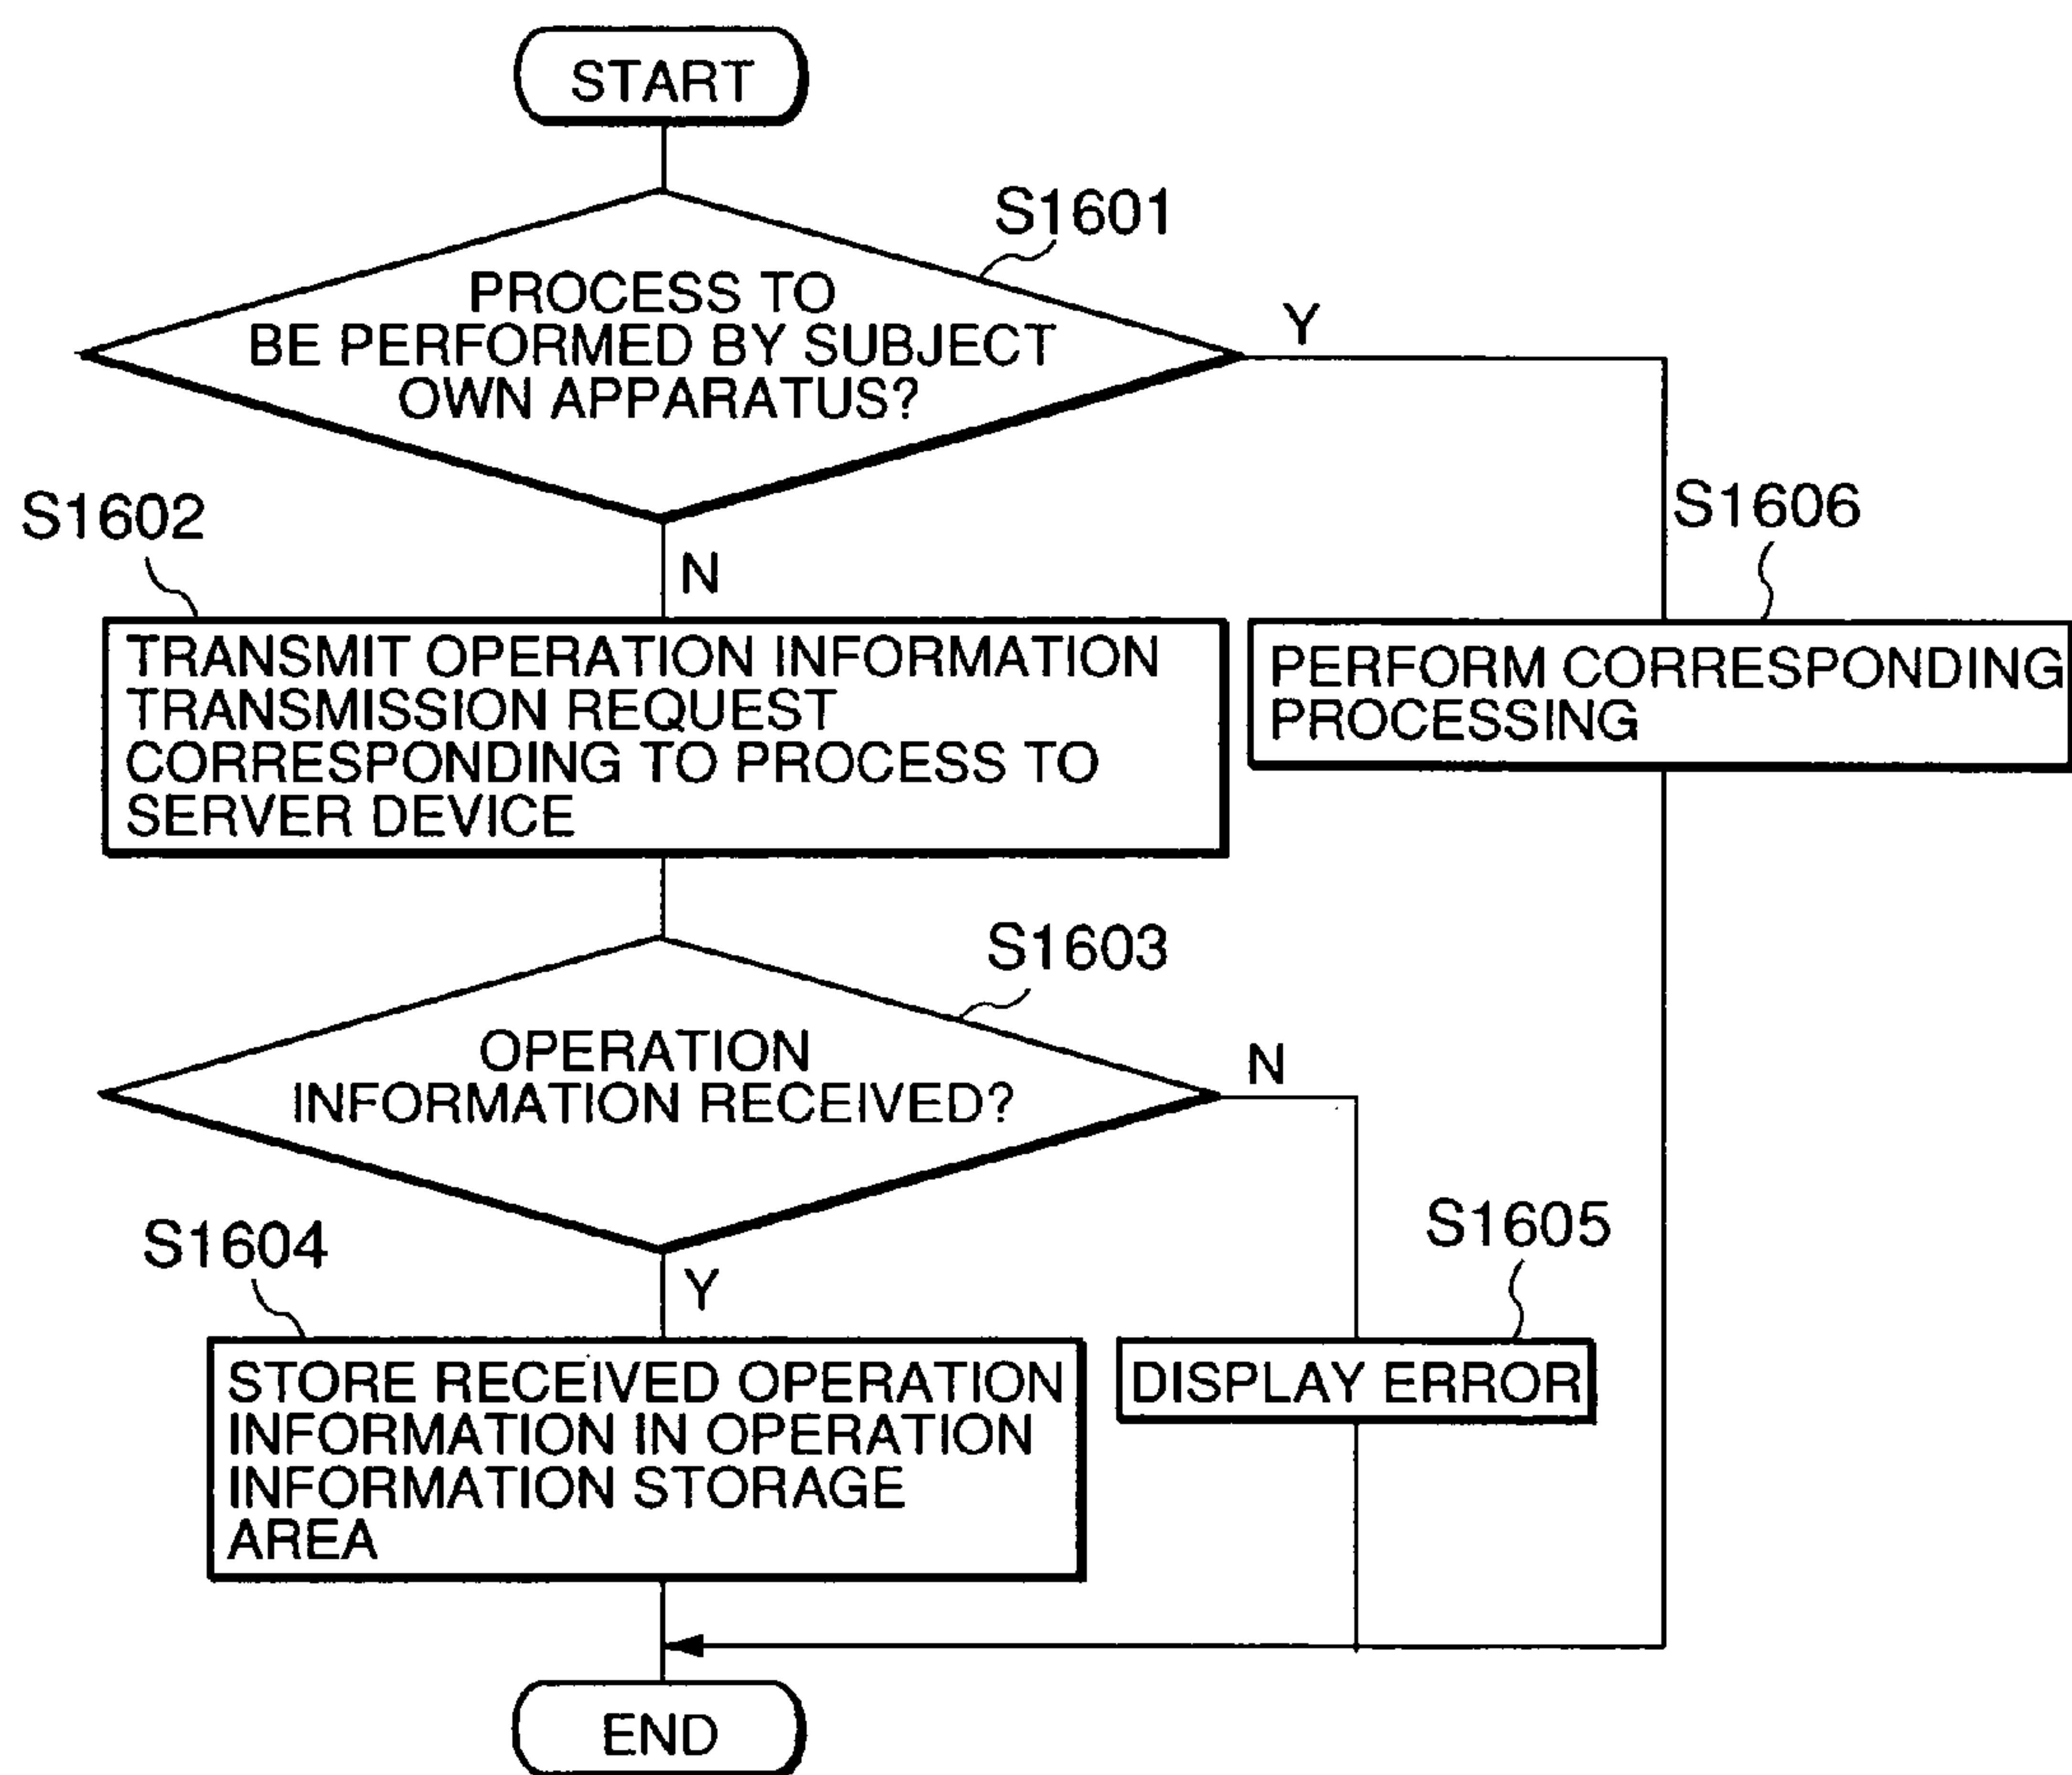 START
S1601
PROCESS TO
BE PERFORMED BY SUBJECT
OWN APPARATUS?
Y
S1602
N
S1606
TRANSMIT OPERATION INFORMATION
TRANSMISSION REQUEST
CORRESPONDING TO PROCESS TO
SERVER DEVICE
PERFORM CORRESPONDING
PROCESSING
S1603
OPERATION
INFORMATION RECEIVED?
N
S1604
Y
S1605
STORE RECEIVED OPERATION
INFORMATION IN OPERATION
INFORMATION STORAGE
AREA
DISPLAY ERROR
END